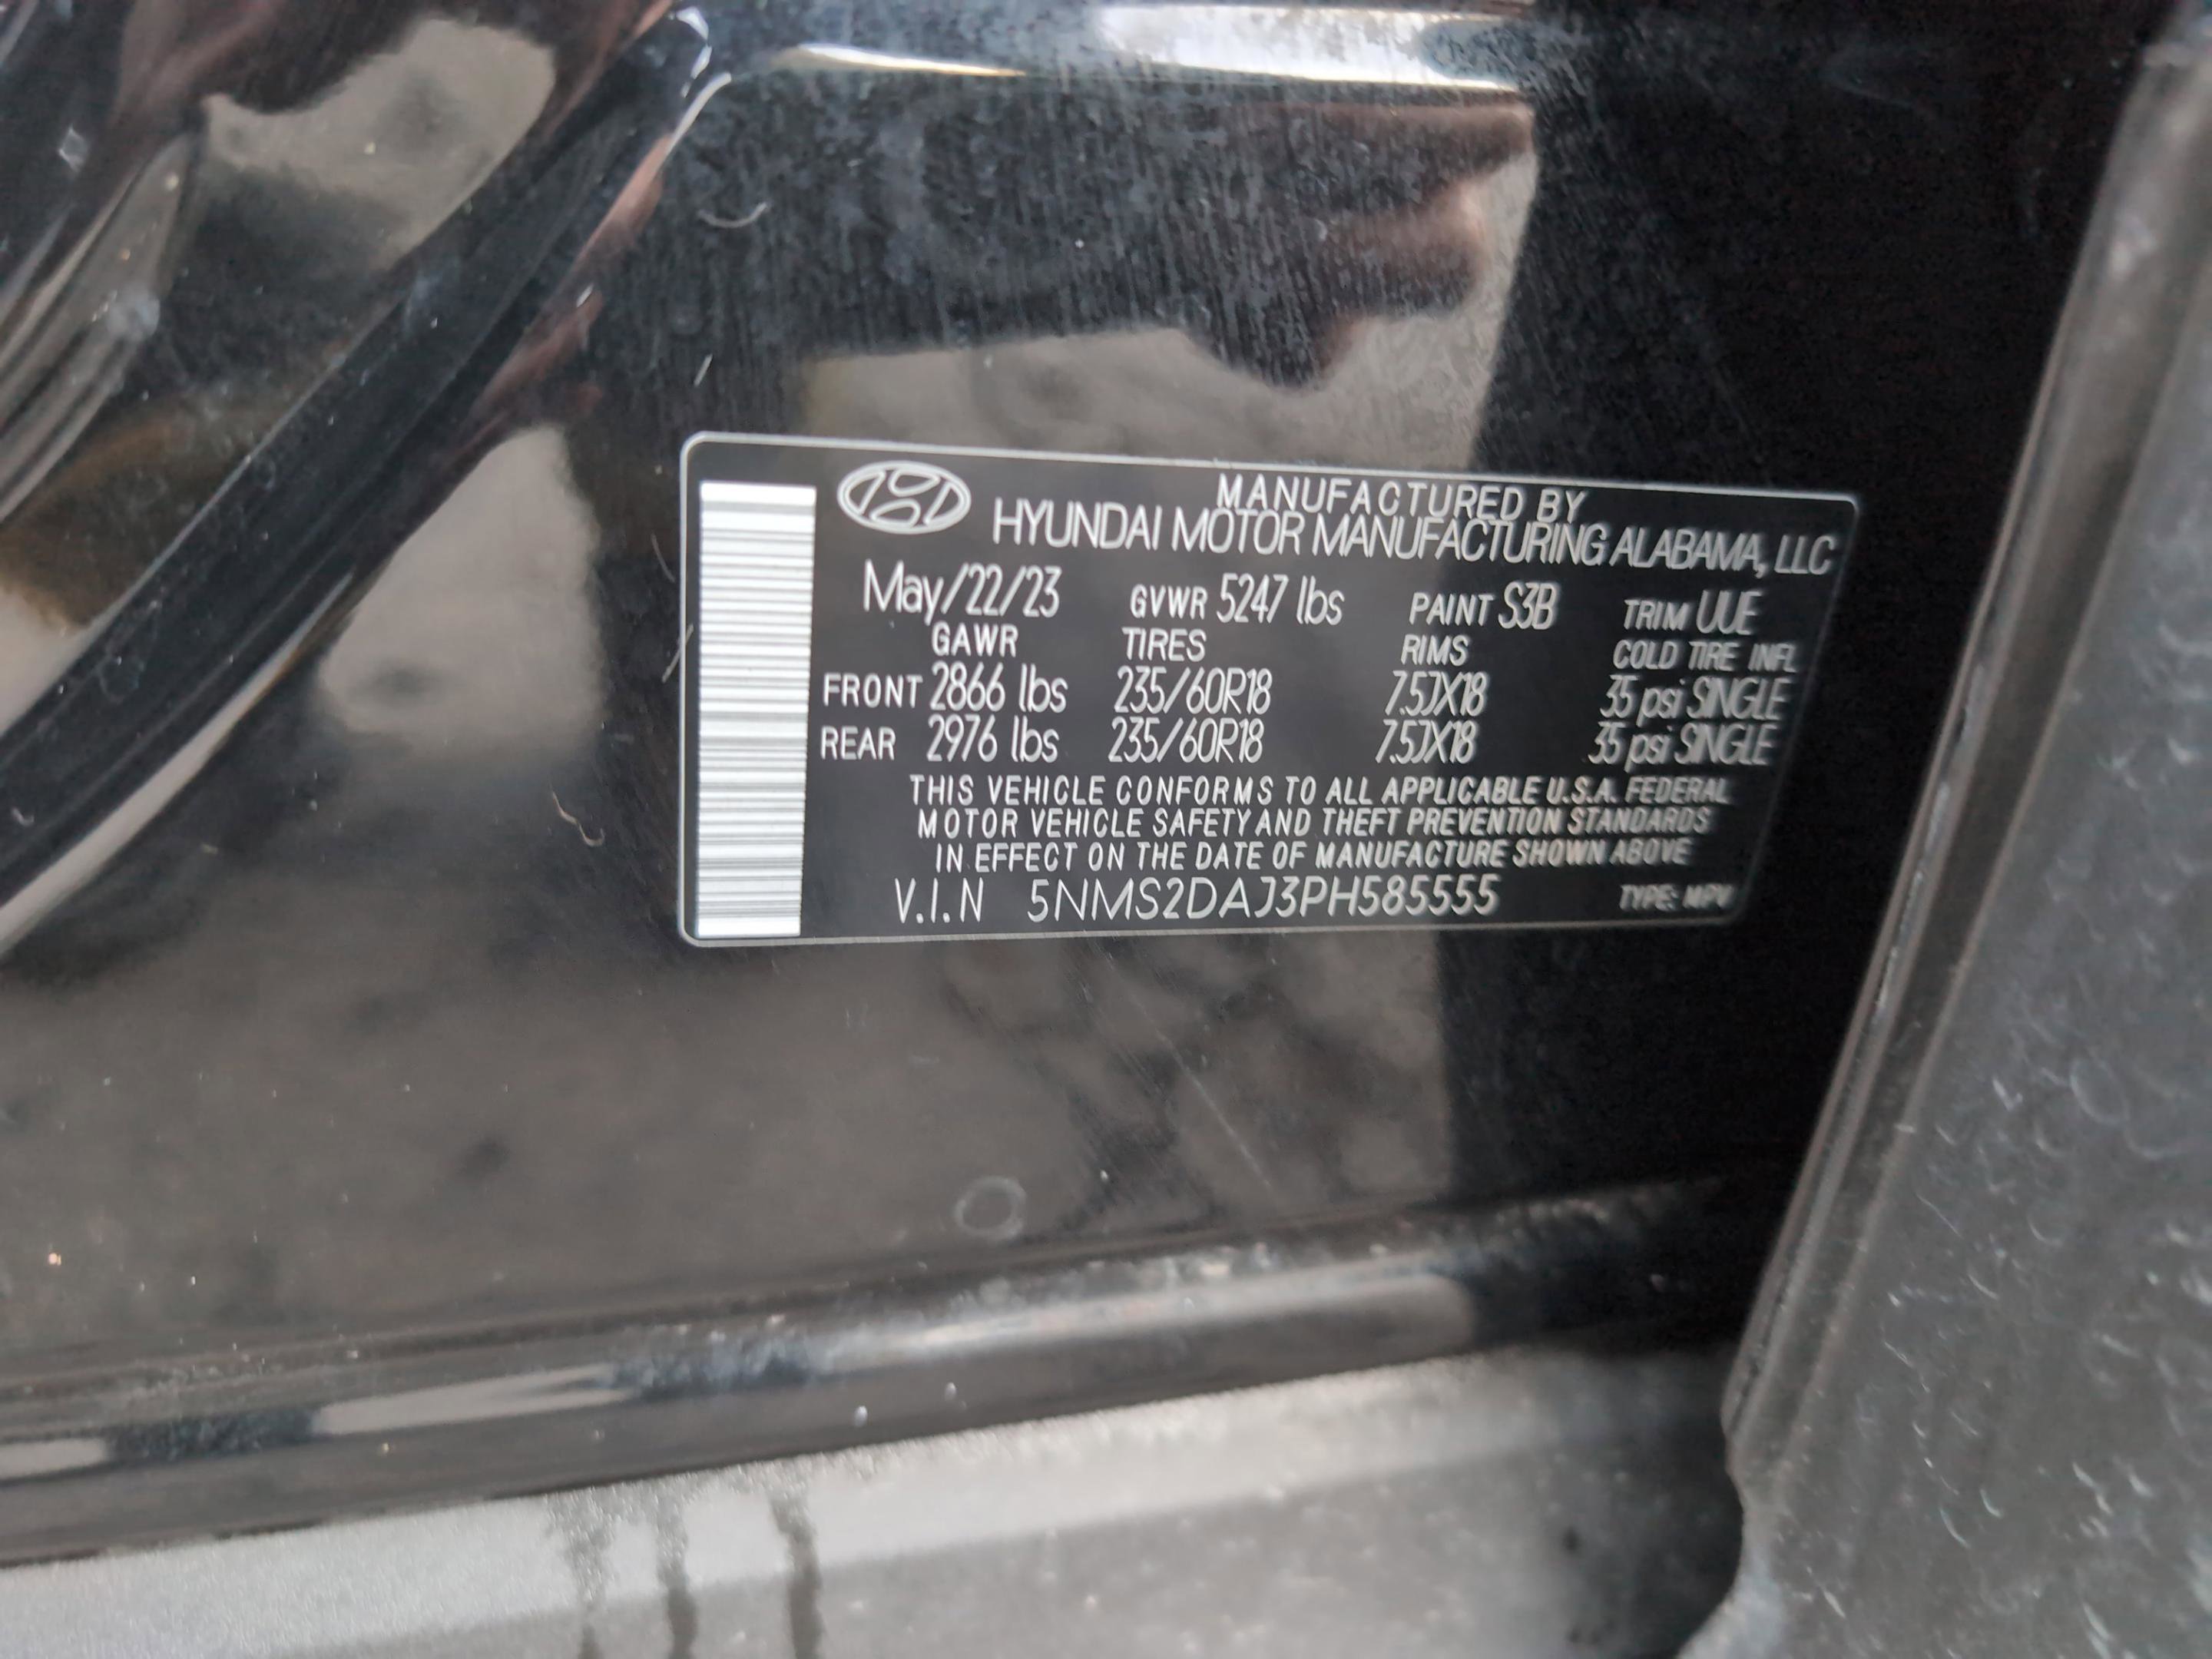 MANUFACTURED BY
HYUNDAI MOTOR MANUFACTURING ALABAMA, LLC
May/22/23 GVWR 5247 lbs PAINT S3B TRIM UUE
GAWR TIRES RIMS COLD TIRE INFL
FRONT 2866 lbs 235/60R18 7.5JX18 35 psi SINGLE
REAR 2976 lbs 235/60R18 7.5JX18 35 psi SINGLE
THIS VEHICLE CONFORMS TO ALL APPLICABLE U.S.A. FEDERAL
MOTOR VEHICLE SAFETY AND THEFT PREVENTION STANDARDS
IN EFFECT ON THE DATE OF MANUFACTURE SHOWN ABOVE
V.I.N 5NMS2DAJ3PH585555 TYPE: MPV